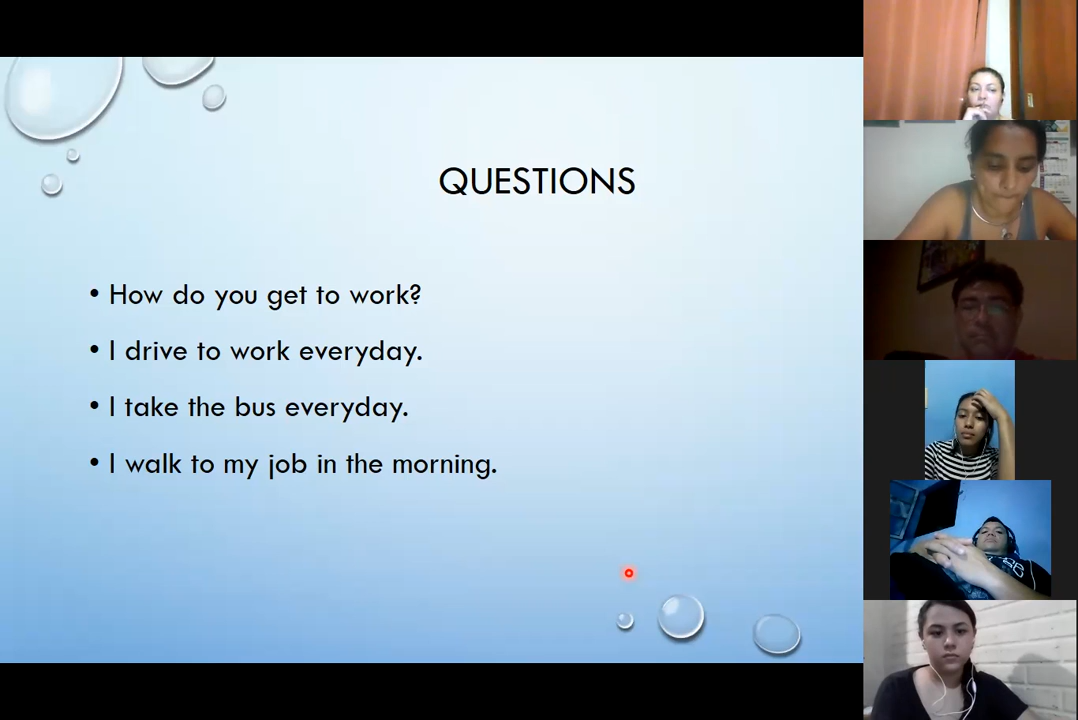 QUESTIONS
• How do you get to work?
• I drive to work everyday.
• I take the bus everyday.
• I walk to my job in the morning.